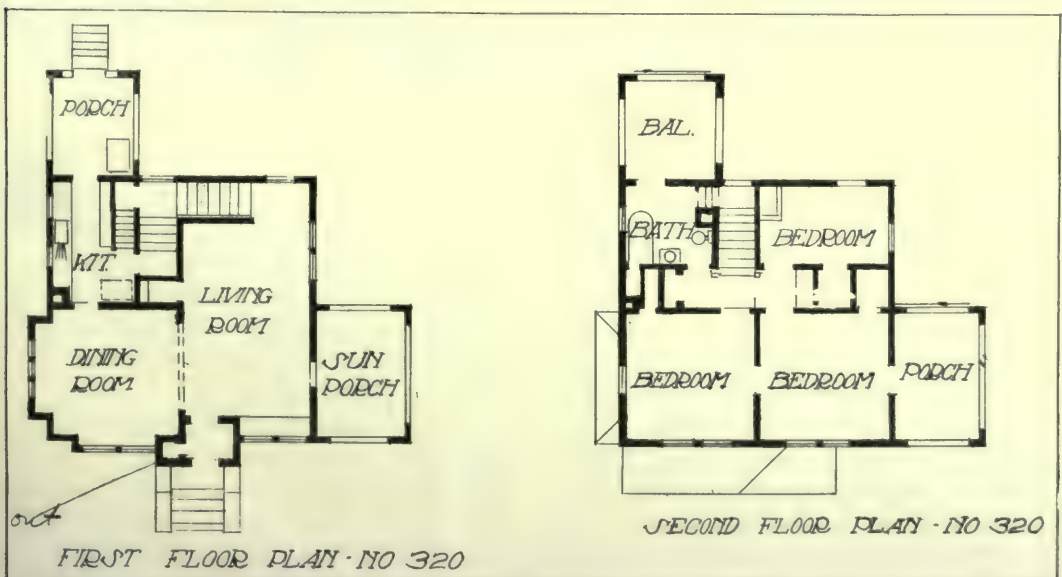 PORCH
KIT.
LIVING
ROOM
DINING
ROOM
SUN
PORCH
out
FIRST FLOOR PLAN - NO 320
BAL.
BATH
BEDROOM
BEDROOM
BEDROOM
PORCH
SECOND FLOOR PLAN - NO 320